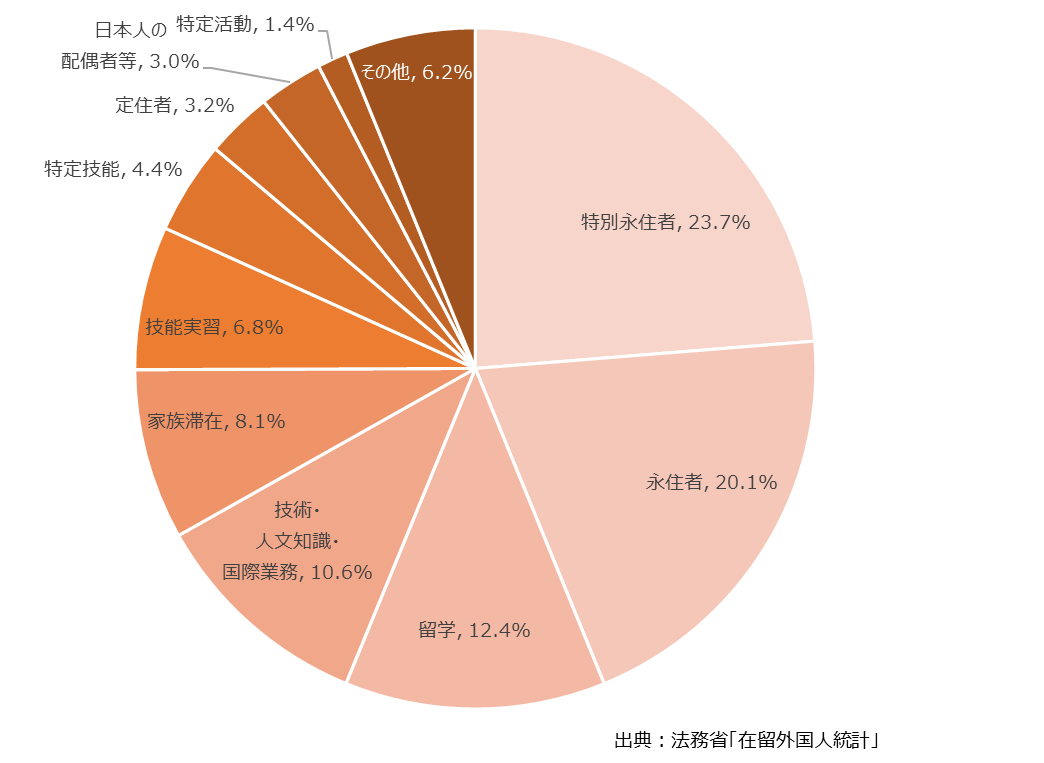 特別永住者, 23.7%
永住者, 20.1%
留学, 12.4%
技術・
人文知識・
国際業務, 10.6%
家族滞在, 8.1%
技能実習, 6.8%
特定技能, 4.4%
定住者, 3.2%
日本人の
配偶者等, 3.0%
特定活動, 1.4%
その他, 6.2%
出典：法務省「在留外国人統計」